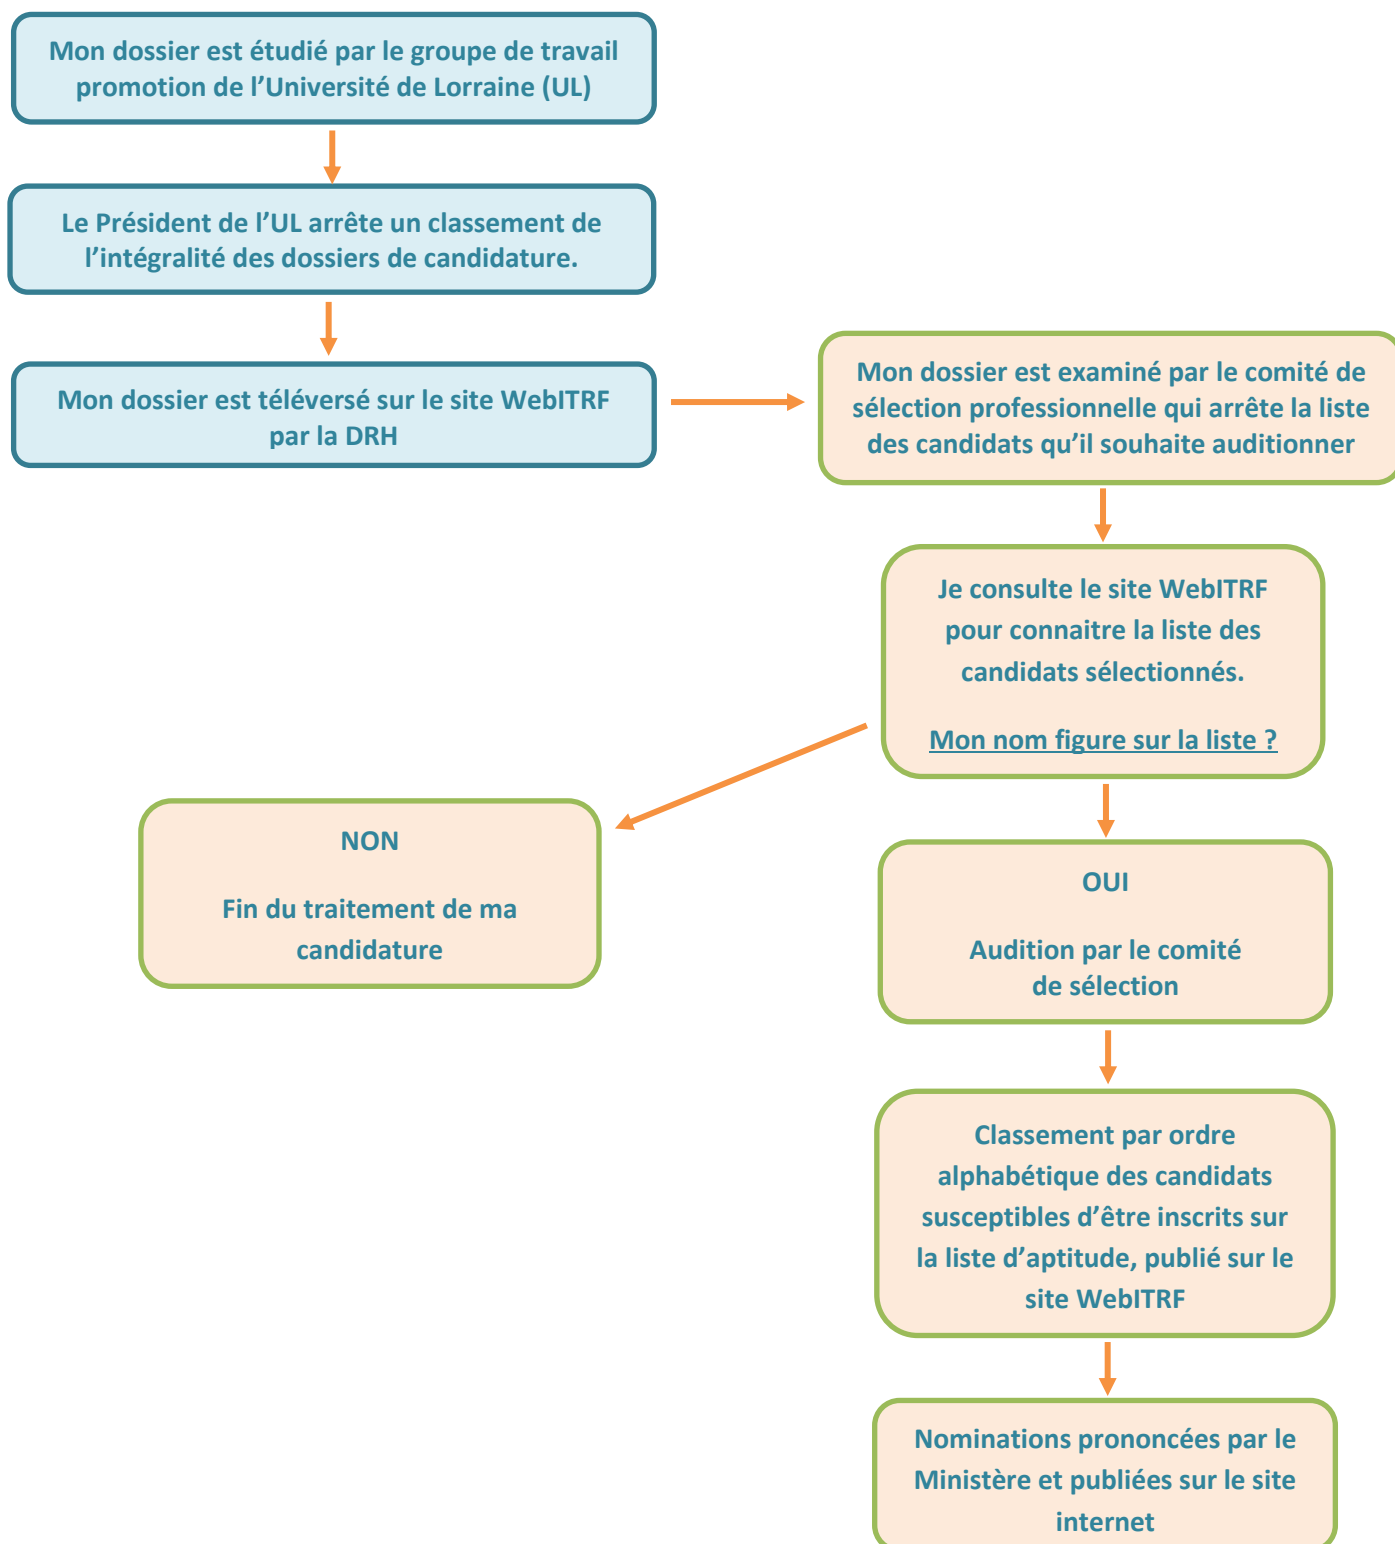 Mon dossier est étudié par le groupe de travail
promotion de l’Université de Lorraine (UL)
Le Président de l’UL arrête un classement de
l’intégralité des dossiers de candidature.
Mon dossier est téléversé sur le site WebITRF
par la DRH
Mon dossier est examiné par le comité de
sélection professionnelle qui arrête la liste
des candidats qu’il souhaite auditionner
Je consulte le site WebITRF
pour connaitre la liste des
candidats sélectionnés.
Mon nom figure sur la liste ?
NON
Fin du traitement de ma
candidature
OUI
Audition par le comité
de sélection
Classement par ordre
alphabétique des candidats
susceptibles d’être inscrits sur
la liste d’aptitude, publié sur le
site WebITRF
Nominations prononcées par le
Ministère et publiées sur le site
internet